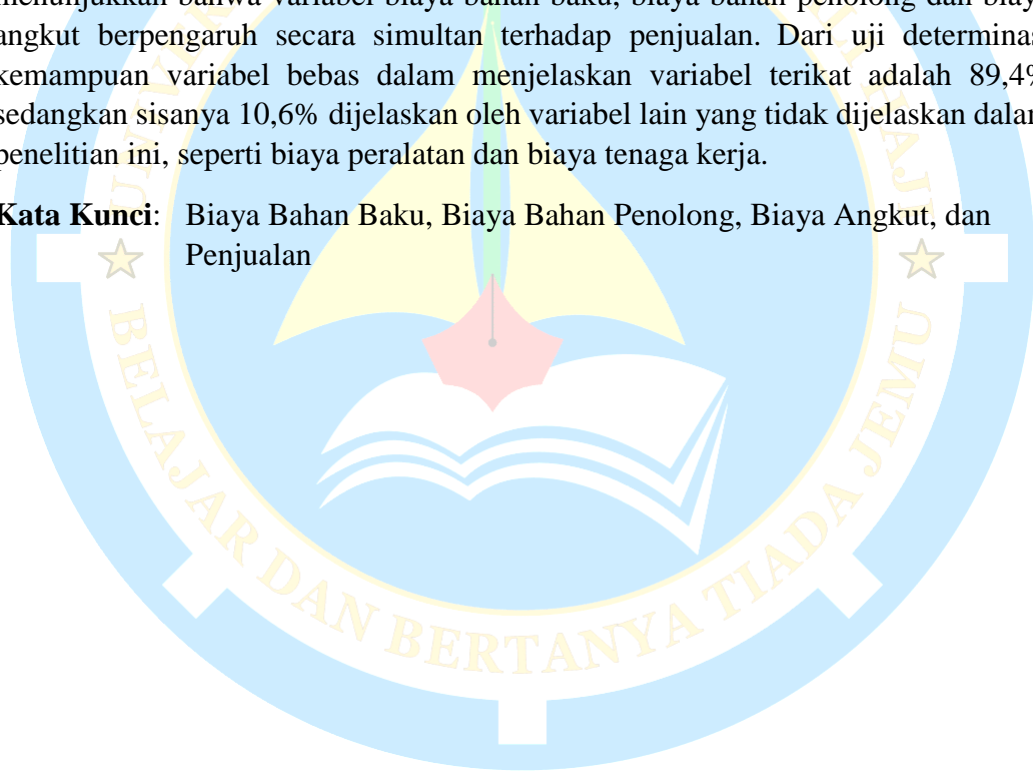 menunjukkan bahwa variabel biaya bahan baku, biaya bahan penolong dan biay
angkut berpengaruh secara simultan terhadap penjualan. Dari uji determinas
kemampuan variabel bebas dalam menjelaskan variabel terikat adalah 89,4%
sedangkan sisanya 10,6% dijelaskan oleh variabel lain yang tidak dijelaskan dalam
penelitian ini, seperti biaya peralatan dan biaya tenaga kerja.
Kata Kunci: Biaya Bahan Baku, Biaya Bahan Penolong, Biaya Angkut, dan
Penjualan
BELAJAR DAN BERTANYA TIADA JEMU